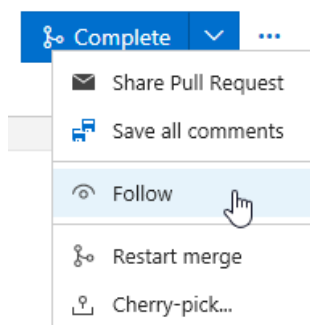 Complete
Share Pull Request
Save all comments
Follow
Restart merge
Cherry-pick...